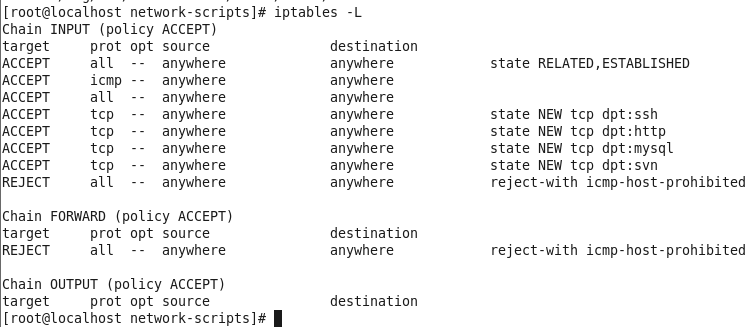 [root@localhost network-scripts]# iptables -L
Chain INPUT (policy ACCEPT)
target     prot opt source               destination
ACCEPT     all  --  anywhere             anywhere            state RELATED,ESTABLISHED
ACCEPT     icmp --  anywhere             anywhere
ACCEPT     all  --  anywhere             anywhere
ACCEPT     tcp  --  anywhere             anywhere            state NEW tcp dpt:ssh
ACCEPT     tcp  --  anywhere             anywhere            state NEW tcp dpt:http
ACCEPT     tcp  --  anywhere             anywhere            state NEW tcp dpt:mysql
ACCEPT     tcp  --  anywhere             anywhere            state NEW tcp dpt:svn
REJECT     all  --  anywhere             anywhere            reject-with icmp-host-prohibited
Chain FORWARD (policy ACCEPT)
target     prot opt source               destination
REJECT     all  --  anywhere             anywhere            reject-with icmp-host-prohibited
Chain OUTPUT (policy ACCEPT)
target     prot opt source               destination
[root@localhost network-scripts]#